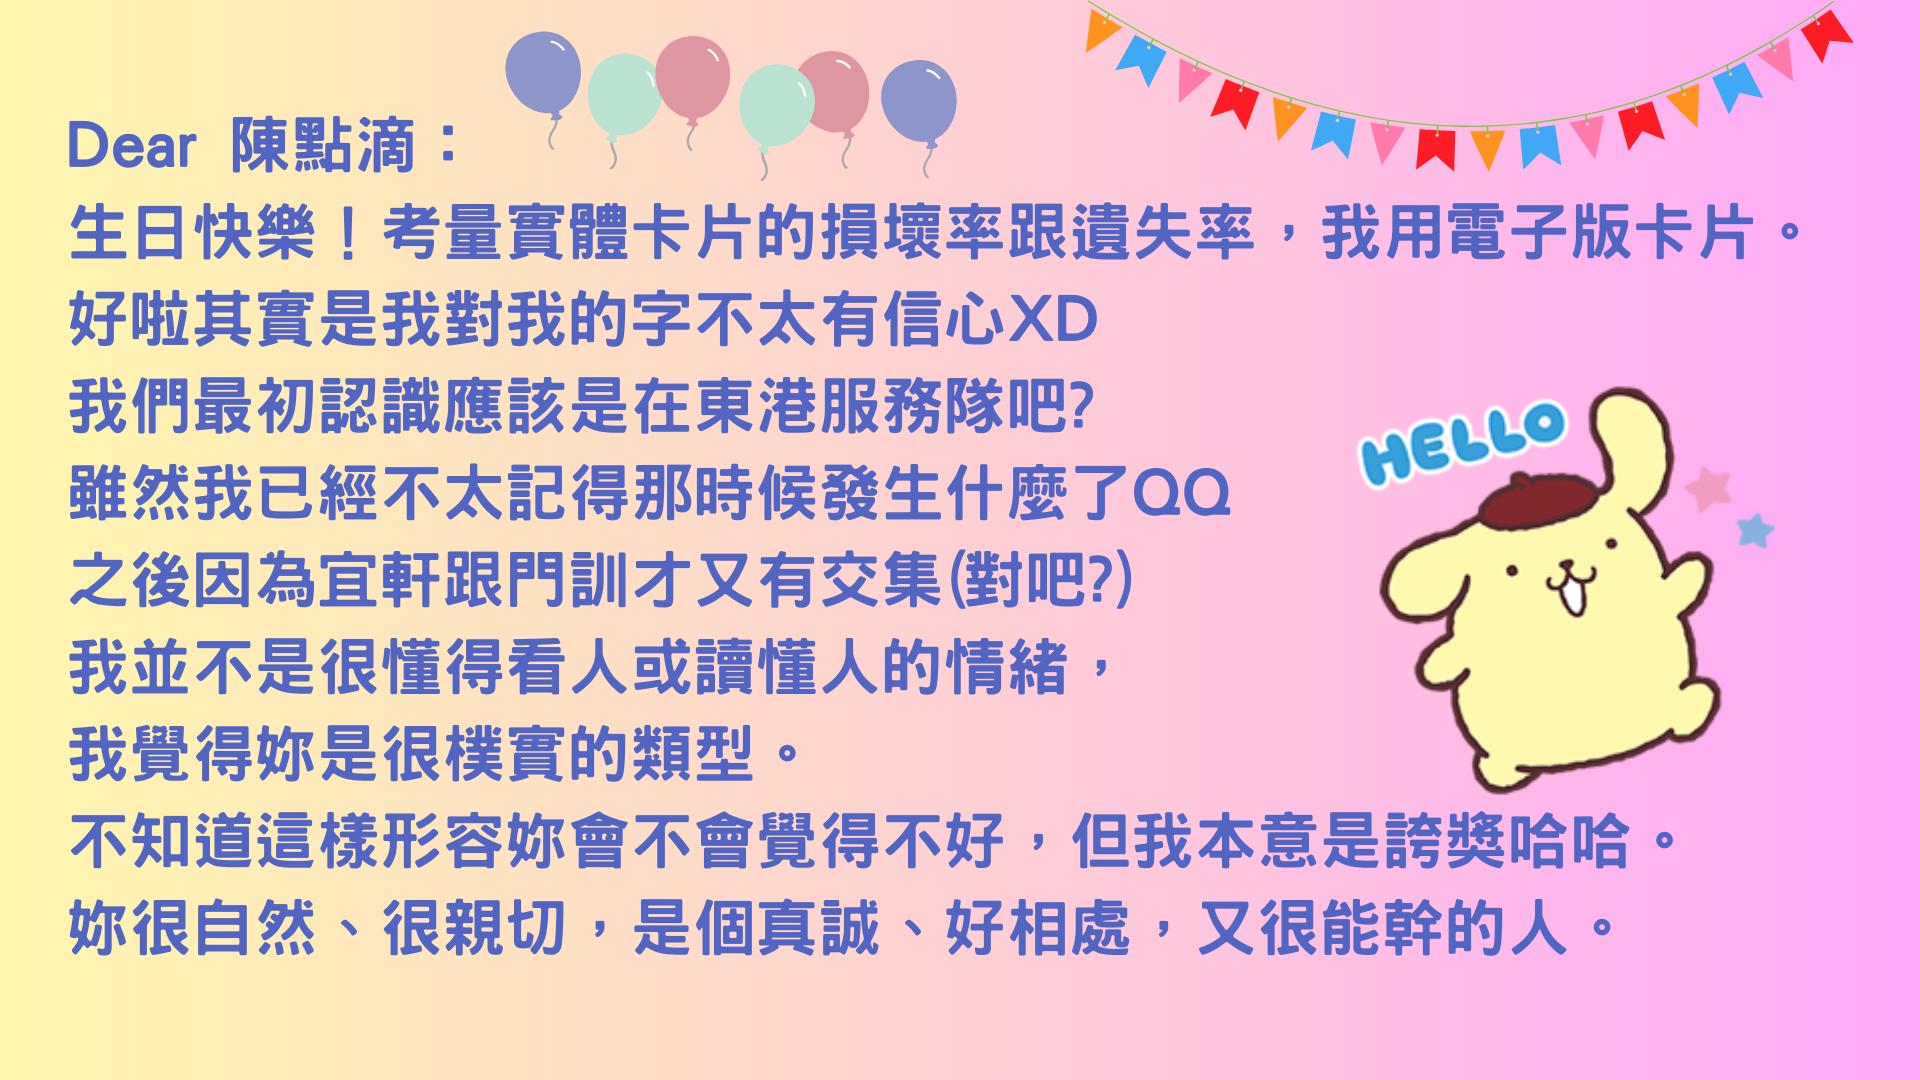 Dear 陳點滴：
生日快樂！考量實體卡片的損壞率跟遺失率，我用電子版卡片。
好啦其實是我對我的字不太有信心XD
我們最初認識應該是在東港服務隊吧?
雖然我已經不太記得那時候發生什麼了QQ
之後因為宜軒跟門訓才又有交集(對吧?)
我並不是很懂得看人或讀懂人的情緒，
我覺得妳是很樸實的類型。
不知道這樣形容妳會不會覺得不好，但我本意是誇獎哈哈。
妳很自然、很親切，是個真誠、好相處，又很能幹的人。
HELLO